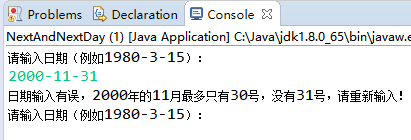 Problems Declaration Console
NextAndNextDay (1) [Java Application] C:\Java\jdk1.8.0_65\bin\javaw.e
请输入日期（例如1980-3-15）：
2000-11-31
日期输入有误，2000年的11月最多只有30号，没有31号，请重新输入！
请输入日期（例如1980-3-15）：